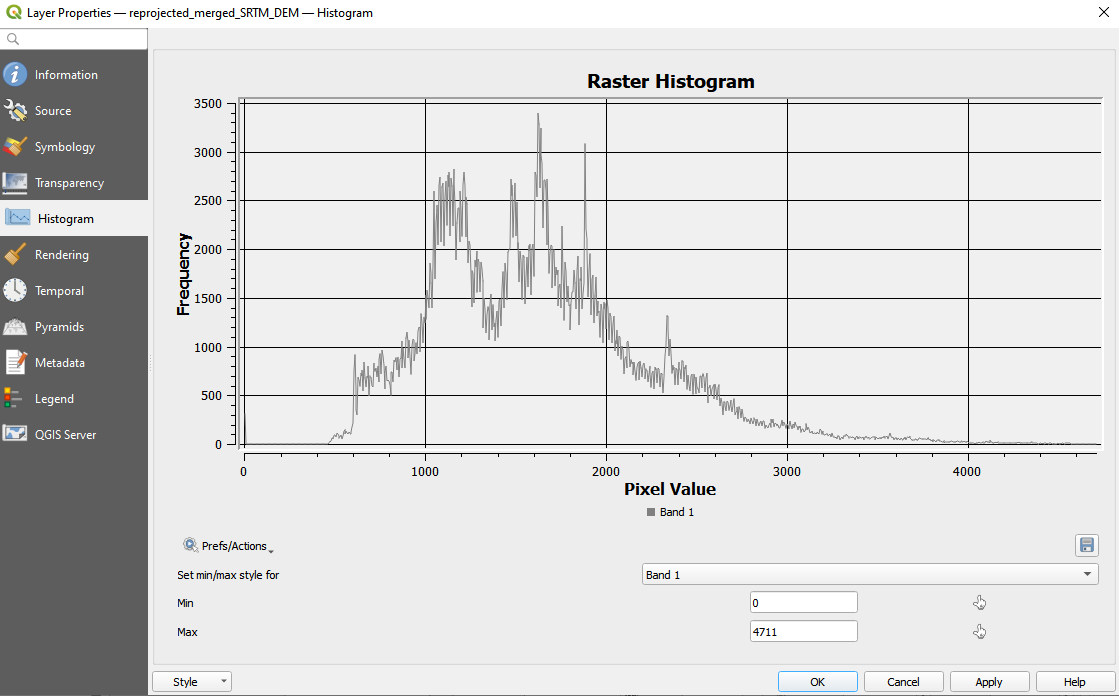 Layer Properties — reprojected_merged_SRTM_DEM — Histogram
Information
Source
Symbology
Transparency
Histogram
Rendering
Temporal
Pyramids
Metadata
Legend
QGIS Server
Raster Histogram
3500
3000
2500
2000
1500
1000
500
0
Frequency
0 1000 2000 3000 4000
Pixel Value
Band 1
Prefs/Actions
Set min/max style for Band 1
Min 0
Max 4711
Style OK Cancel Apply Help